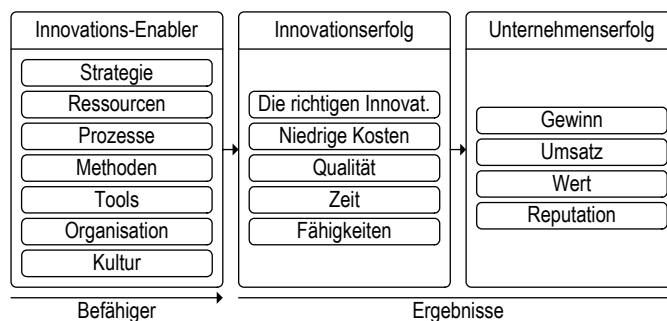 Innovations-Enabler
Strategie
Ressourcen
Prozesse
Methoden
Tools
Organisation
Kultur
Innovationserfolg
Die richtigen Innovat.
Niedrige Kosten
Qualität
Zeit
Fähigkeiten
Unternehmenserfolg
Gewinn
Umsatz
Wert
Reputation
Befähiger
Ergebnisse